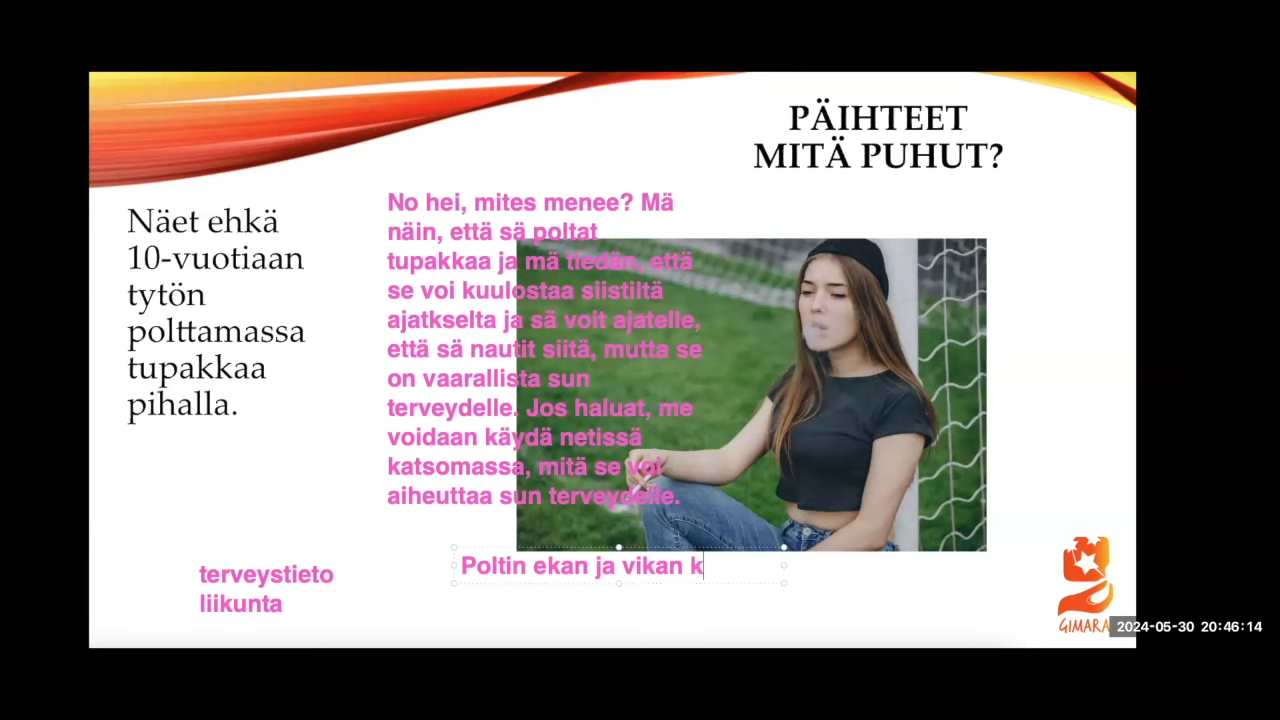 PÄIHTEET
MITÄ PUHUT?
Näet ehkä
10-vuotiaan
tytön
polttamassa
tupakkaa
pihalla.
No hei, mites menee? Mä
näin, että sä poltat
tupakkaa ja mä tiedän, että
se voi kuulostaa siistiltä
ajatkselta ja sä voit ajatelle,
että sä nautit siitä, mutta se
on vaarallista sun
terveydelle. Jos haluat, me
voidaan käydä netissä
katsomassa, mitä se voi
aiheuttaa sun terveydelle.
Poltin ekan ja vikan k
terveystieto
liikunta
GIMARA
2024-05-30 20:46:14